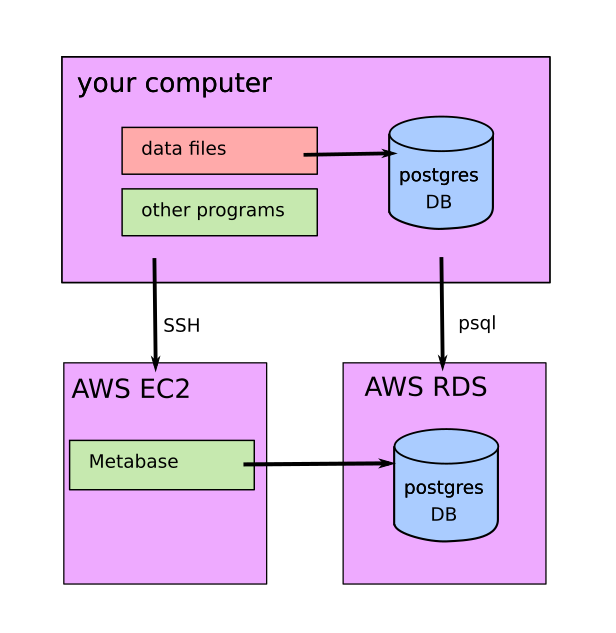 your computer
data files
other programs
postgres
DB
SSH
psql
AWS EC2
AWS RDS
Metabase
postgres
DB